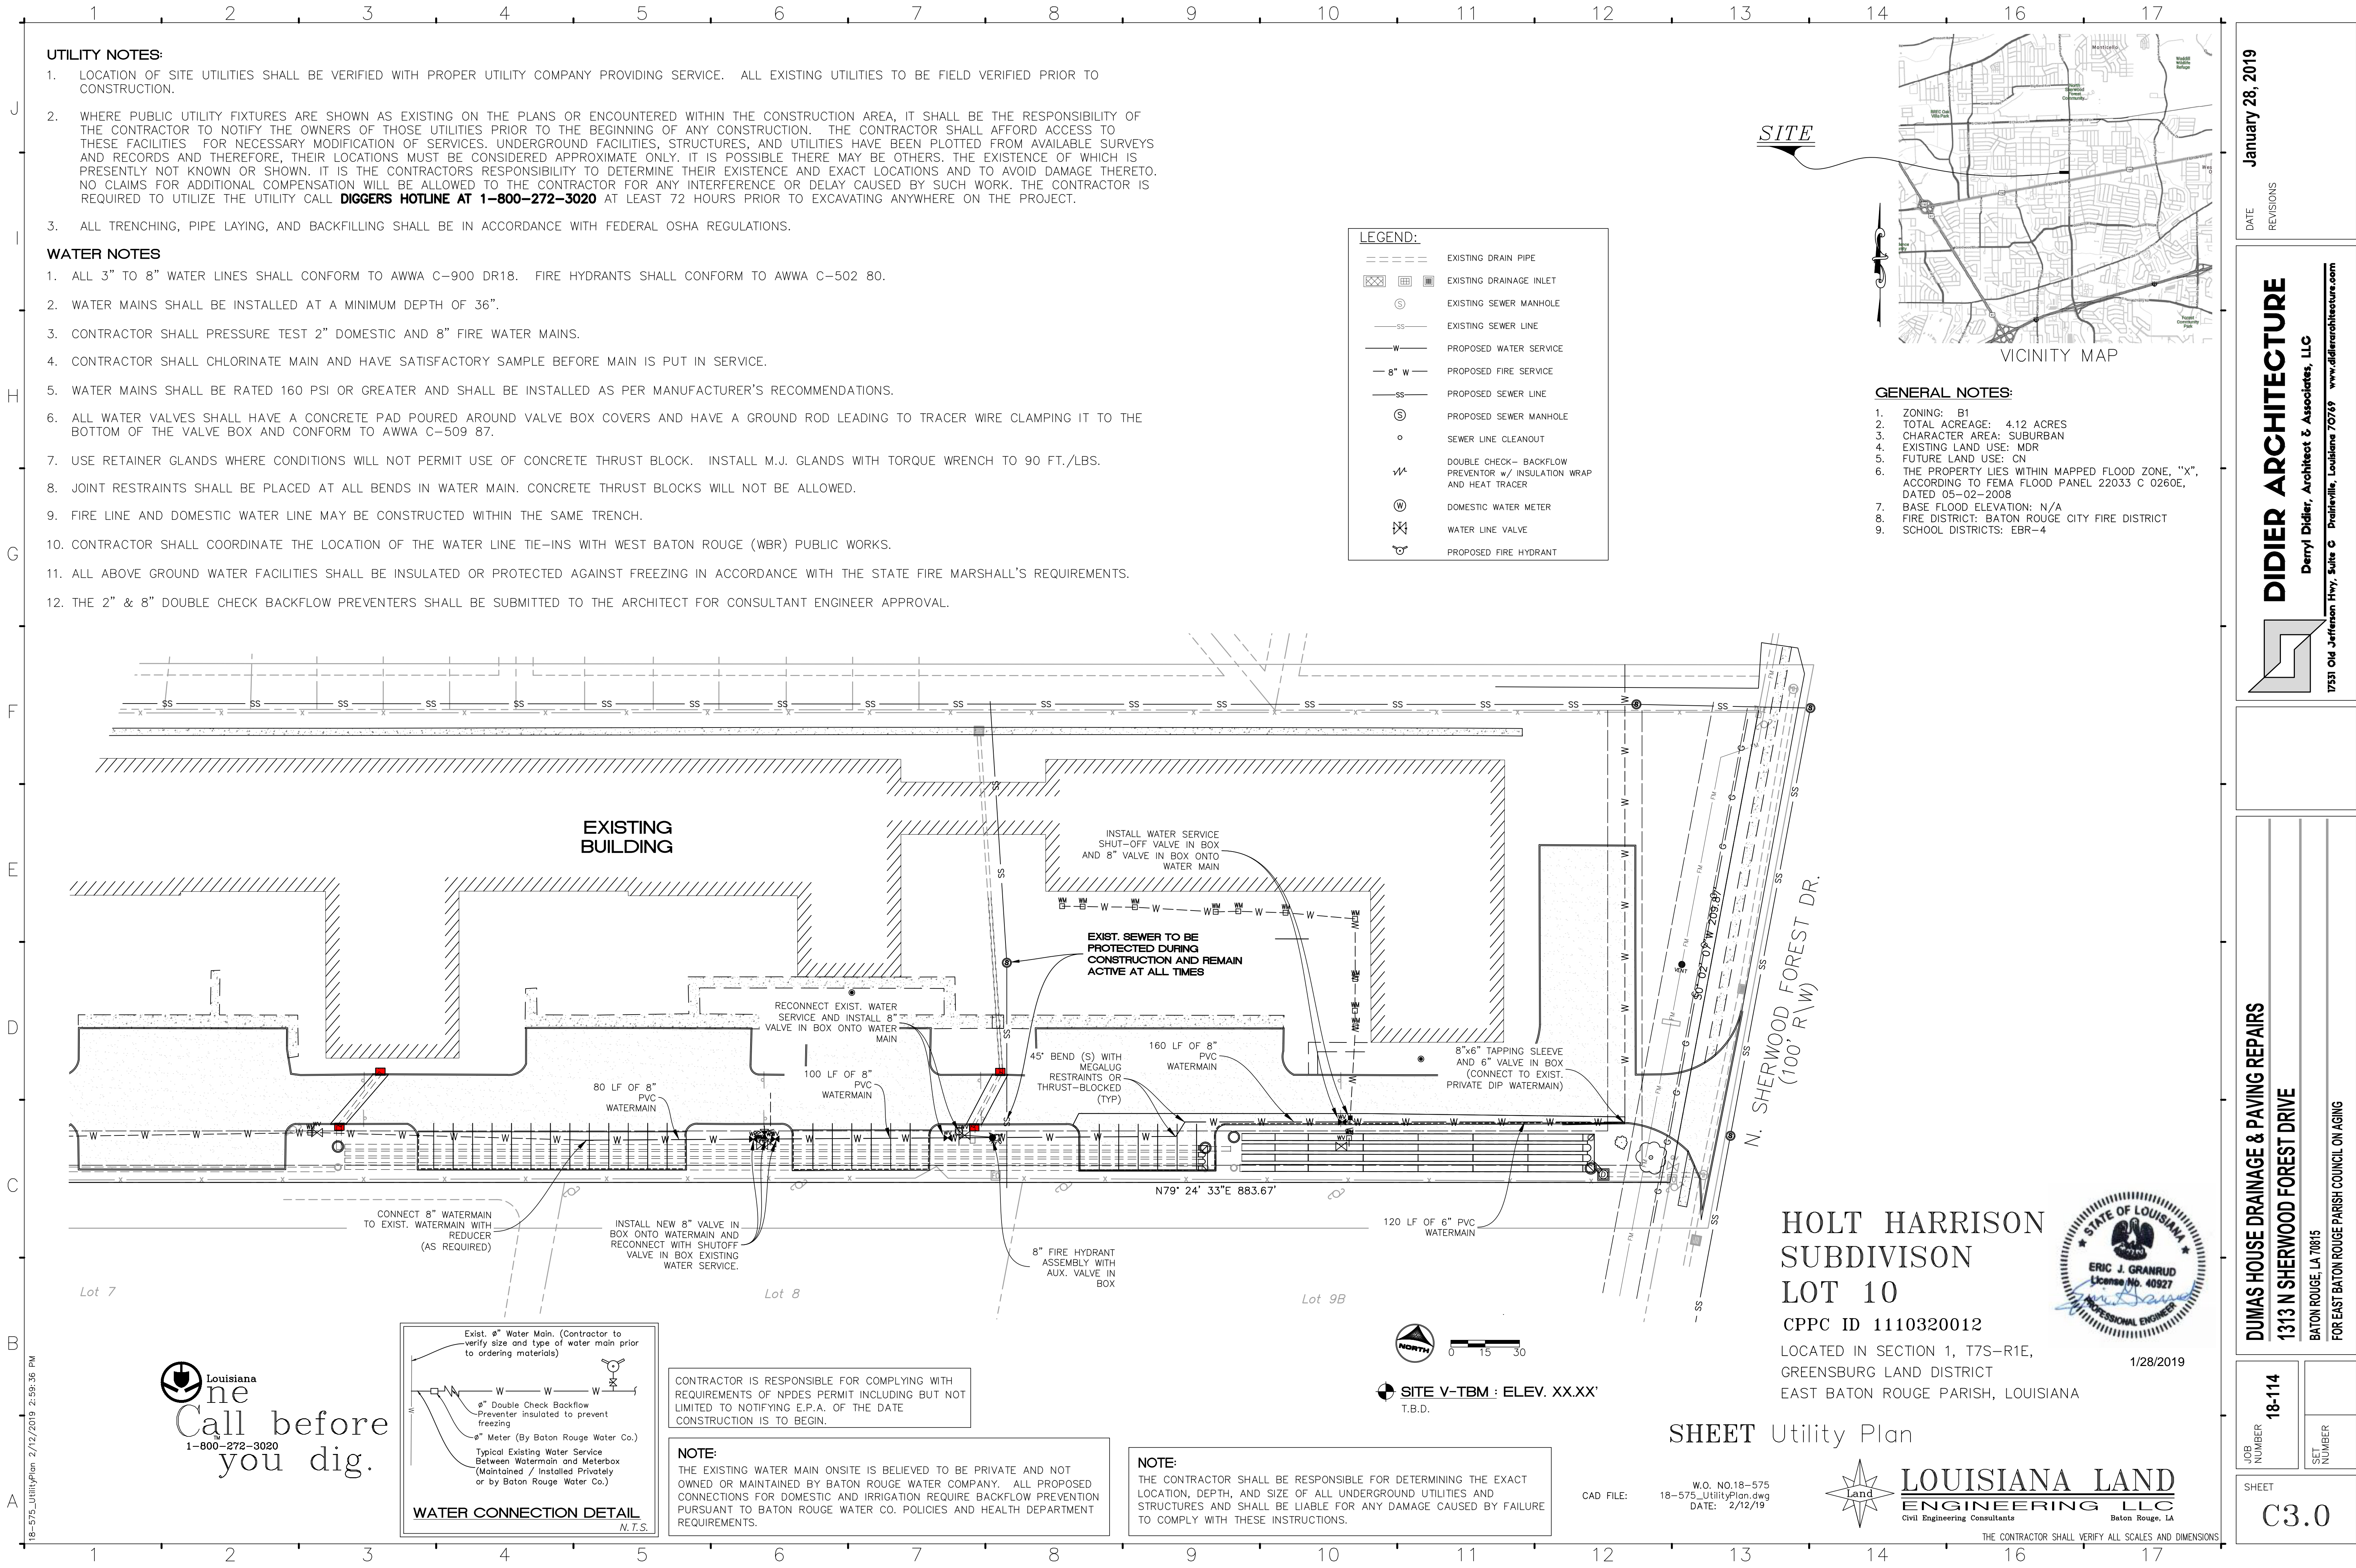 UTILITY NOTES:
1. LOCATION OF SITE UTILITIES SHALL BE VERIFIED WITH PROPER UTILITY COMPANY PROVIDING SERVICE. ALL EXISTING UTILITIES TO BE FIELD VERIFIED PRIOR TO
CONSTRUCTION.
2. WHERE PUBLIC UTILITY FIXTURES ARE SHOWN AS EXISTING ON THE PLANS OR ENCOUNTERED WITHIN THE CONSTRUCTION AREA, IT SHALL BE THE RESPONSIBILITY OF
THE CONTRACTOR TO NOTIFY THE OWNERS OF THOSE UTILITIES PRIOR TO THE BEGINNING OF ANY CONSTRUCTION. THE CONTRACTOR SHALL AFFORD ACCESS TO
THESE FACILITIES FOR NECESSARY MODIFICATION OF SERVICES. UNDERGROUND FACILITIES, STRUCTURES, AND UTILITIES HAVE BEEN PLOTTED FROM AVAILABLE SURVEYS
AND RECORDS AND THEREFORE, THEIR LOCATIONS MUST BE CONSIDERED APPROXIMATE ONLY. IT IS POSSIBLE THERE MAY BE OTHERS. THE EXISTENCE OF WHICH IS
PRESENTLY NOT KNOWN OR SHOWN. IT IS THE CONTRACTORS RESPONSIBILITY TO DETERMINE THEIR EXISTENCE AND EXACT LOCATIONS AND TO AVOID DAMAGE THERETO.
NO CLAIMS FOR ADDITIONAL COMPENSATION WILL BE ALLOWED TO THE CONTRACTOR FOR ANY INTERFERENCE OR DELAY CAUSED BY SUCH WORK. THE CONTRACTOR IS
REQUIRED TO UTILIZE THE UTILITY CALL DIGGERS HOTLINE AT 1-800-272-3020 AT LEAST 72 HOURS PRIOR TO EXCAVATING ANYWHERE ON THE PROJECT.
3. ALL TRENCHING, PIPE LAYING, AND BACKFILLING SHALL BE IN ACCORDANCE WITH FEDERAL OSHA REGULATIONS.
WATER NOTES
1. ALL 3" TO 8" WATER LINES SHALL CONFORM TO AWWA C-900 DR18. FIRE HYDRANTS SHALL CONFORM TO AWWA C-502 80.
2. WATER MAINS SHALL BE INSTALLED AT A MINIMUM DEPTH OF 36".
3. CONTRACTOR SHALL PRESSURE TEST 2" DOMESTIC AND 8" FIRE WATER MAINS.
4. CONTRACTOR SHALL CHLORINATE MAIN AND HAVE SATISFACTORY SAMPLE BEFORE MAIN IS PUT IN SERVICE.
5. WATER MAINS SHALL BE RATED 160 PSI OR GREATER AND SHALL BE INSTALLED AS PER MANUFACTURER'S RECOMMENDATIONS.
6. ALL WATER VALVES SHALL HAVE A CONCRETE PAD POURED AROUND VALVE BOX COVERS AND HAVE A GROUND ROD LEADING TO TRACER WIRE CLAMPING IT TO THE
BOTTOM OF THE VALVE BOX AND CONFORM TO AWWA C-509 87.
7. USE RETAINER GLANDS WHERE CONDITIONS WILL NOT PERMIT USE OF CONCRETE THRUST BLOCK. INSTALL M.J. GLANDS WITH TORQUE WRENCH TO 90 FT./LBS.
8. JOINT RESTRAINTS SHALL BE PLACED AT ALL BENDS IN WATER MAIN. CONCRETE THRUST BLOCKS WILL NOT BE ALLOWED.
9. FIRE LINE AND DOMESTIC WATER LINE MAY BE CONSTRUCTED WITHIN THE SAME TRENCH.
10. CONTRACTOR SHALL COORDINATE THE LOCATION OF THE WATER LINE TIE-INS WITH WEST BATON ROUGE (WBR) PUBLIC WORKS.
11. ALL ABOVE GROUND WATER FACILITIES SHALL BE INSULATED OR PROTECTED AGAINST FREEZING IN ACCORDANCE WITH THE STATE FIRE MARSHALL'S REQUIREMENTS.
12. THE 2" & 8" DOUBLE CHECK BACKFLOW PREVENTERS SHALL BE SUBMITTED TO THE ARCHITECT FOR CONSULTANT ENGINEER APPROVAL.
LEGEND:
EXISTING DRAIN PIPE
EXISTING DRAINAGE INLET
EXISTING SEWER MANHOLE
EXISTING SEWER LINE
PROPOSED WATER SERVICE
8" W PROPOSED FIRE SERVICE
PROPOSED SEWER LINE
PROPOSED SEWER MANHOLE
SEWER LINE CLEANOUT
DOUBLE CHECK- BACKFLOW
PREVENTOR w/ INSULATION WRAP
AND HEAT TRACER
DOMESTIC WATER METER
WATER LINE VALVE
PROPOSED FIRE HYDRANT
SITE
VICINITY MAP
GENERAL NOTES:
1. ZONING: B1
2. TOTAL ACREAGE: 4.12 ACRES
3. CHARACTER AREA: SUBURBAN
4. EXISTING LAND USE: MDR
5. FUTURE LAND USE: CN
6. THE PROPERTY LIES WITHIN MAPPED FLOOD ZONE, "X",
ACCORDING TO FEMA FLOOD PANEL 22033 C 0260E,
DATED 05-02-2008
7. BASE FLOOD ELEVATION: N/A
8. FIRE DISTRICT: BATON ROUGE CITY FIRE DISTRICT
9. SCHOOL DISTRICTS: EBR-4
EXISTING
BUILDING
INSTALL WATER SERVICE
SHUT-OFF VALVE IN BOX
AND 8" VALVE IN BOX ONTO
WATER MAIN
EXIST. SEWER TO BE
PROTECTED DURING
CONSTRUCTION AND REMAIN
ACTIVE AT ALL TIMES
RECONNECT EXIST. WATER
SERVICE AND INSTALL 8"
VALVE IN BOX ONTO WATER
MAIN
45° BEND (S) WITH
MEGALUG
RESTRAINTS OR
THRUST-BLOCKED
(TYP)
160 LF OF 8"
PVC
WATERMAIN
8"x6" TAPPING SLEEVE
AND 6" VALVE IN BOX
(CONNECT TO EXIST.
PRIVATE DIP WATERMAIN)
80 LF OF 8"
PVC
WATERMAIN
100 LF OF 8"
PVC
WATERMAIN
VENT
S0° 02' 07"W 209.87'
N. SHERWOOD FOREST DR.
(100' R\W)
N79° 24' 33"E 883.67'
CONNECT 8" WATERMAIN
TO EXIST. WATERMAIN WITH
REDUCER
(AS REQUIRED)
INSTALL NEW 8" VALVE IN
BOX ONTO WATERMAIN AND
RECONNECT WITH SHUTOFF
VALVE IN BOX EXISTING
WATER SERVICE.
8" FIRE HYDRANT
ASSEMBLY WITH
AUX. VALVE IN
BOX
120 LF OF 6" PVC
WATERMAIN
Lot 7
Lot 8
Lot 9B
HOLT HARRISON
SUBDIVISON
LOT 10
CPPC ID 1110320012
LOCATED IN SECTION 1, T7S-R1E,
GREENSBURG LAND DISTRICT
EAST BATON ROUGE PARISH, LOUISIANA
STATE OF LOUISIANA
ERIC J. GRANRUD
License No. 40927
PROFESSIONAL ENGINEER
1/28/2019
Louisiana
One
Call before
you dig.
TM
1-800-272-3020
Exist. ø" Water Main. (Contractor to
verify size and type of water main prior
to ordering materials)
ø" Double Check Backflow
Preventer insulated to prevent
freezing
ø" Meter (By Baton Rouge Water Co.)
Typical Existing Water Service
Between Watermain and Meterbox
(Maintained / Installed Privately
or by Baton Rouge Water Co.)
WATER CONNECTION DETAIL
N.T.S.
CONTRACTOR IS RESPONSIBLE FOR COMPLYING WITH
REQUIREMENTS OF NPDES PERMIT INCLUDING BUT NOT
LIMITED TO NOTIFYING E.P.A. OF THE DATE
CONSTRUCTION IS TO BEGIN.
NOTE:
THE EXISTING WATER MAIN ONSITE IS BELIEVED TO BE PRIVATE AND NOT
OWNED OR MAINTAINED BY BATON ROUGE WATER COMPANY. ALL PROPOSED
CONNECTIONS FOR DOMESTIC AND IRRIGATION REQUIRE BACKFLOW PREVENTION
PURSUANT TO BATON ROUGE WATER CO. POLICIES AND HEALTH DEPARTMENT
REQUIREMENTS.
NOTE:
THE CONTRACTOR SHALL BE RESPONSIBLE FOR DETERMINING THE EXACT
LOCATION, DEPTH, AND SIZE OF ALL UNDERGROUND UTILITIES AND
STRUCTURES AND SHALL BE LIABLE FOR ANY DAMAGE CAUSED BY FAILURE
TO COMPLY WITH THESE INSTRUCTIONS.
NORTH
0 15 30
SITE V-TBM : ELEV. XX.XX'
T.B.D.
SHEET Utility Plan
CAD FILE:
W.O. NO.18-575
18-575_UtilityPlan.dwg
DATE: 2/12/19
Land
LOUISIANA LAND
ENGINEERING LLC
Civil Engineering Consultants Baton Rouge, LA
THE CONTRACTOR SHALL VERIFY ALL SCALES AND DIMENSIONS
18-575_UtilityPlan 2/12/2019 2:59:36 PM
DATE January 28, 2019
REVISIONS
DIDIER ARCHITECTURE
Derryl Didier, Architect & Associates, LLC
17531 Old Jefferson Hwy, Suite C Prairieville, Louisiana 70769 www.didierarchitecture.com
DUMAS HOUSE DRAINAGE & PAVING REPAIRS
1313 N SHERWOOD FOREST DRIVE
BATON ROUGE, LA 70815
FOR EAST BATON ROUGE PARISH COUNCIL ON AGING
JOB
NUMBER
18-114
SET
NUMBER
SHEET
C3.0
1 2 3 4 5 6 7 8 9 10 11 12 13 14 16 17
J
I
H
G
F
E
D
C
B
A
1 2 3 4 5 6 7 8 9 10 11 12 13 14 16 17